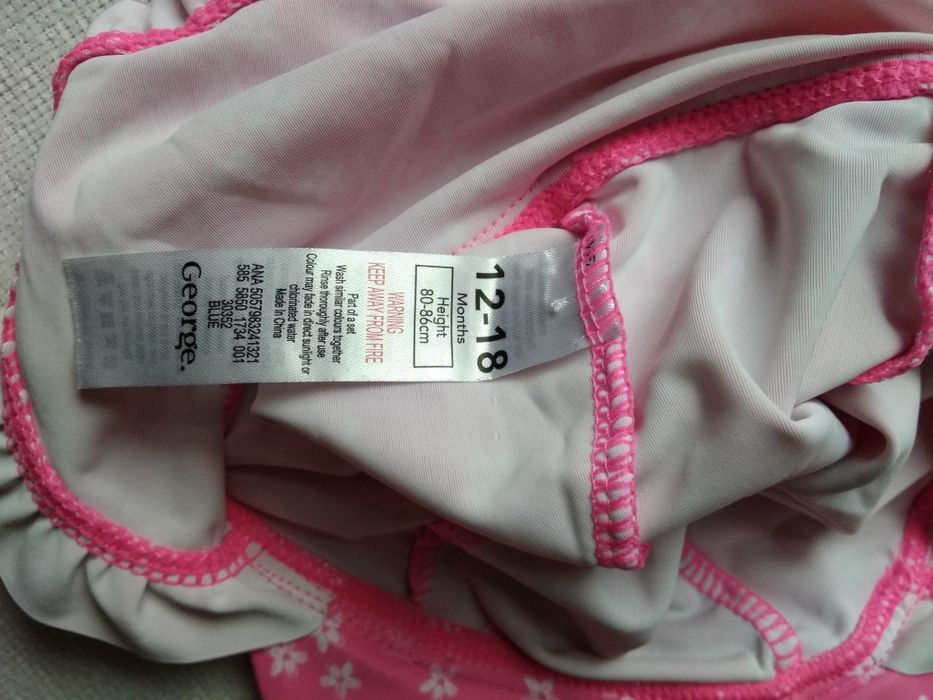 12-18
Months
Height
80-86cm
WARNING
KEEP AWAY FROM FIRE
Part of a set
Wash similar colours together
Rinse thoroughly after use
Colour may fade in direct sunlight or
chlorinated water
Made in China
George.
ANA 5057983241321
585 5850 1734 001
30352
BLUE